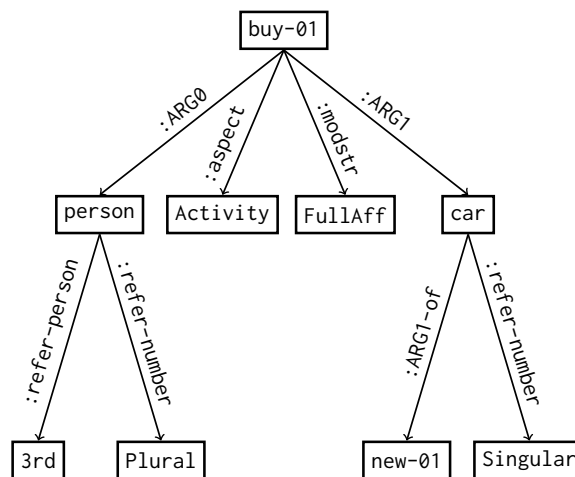 buy-01
:ARG0
:aspect
:modstr
:ARG1
person
Activity
FullAff
car
:refer-person
:refer-number
:ARG1-of
:refer-number
3rd
Plural
new-01
Singular